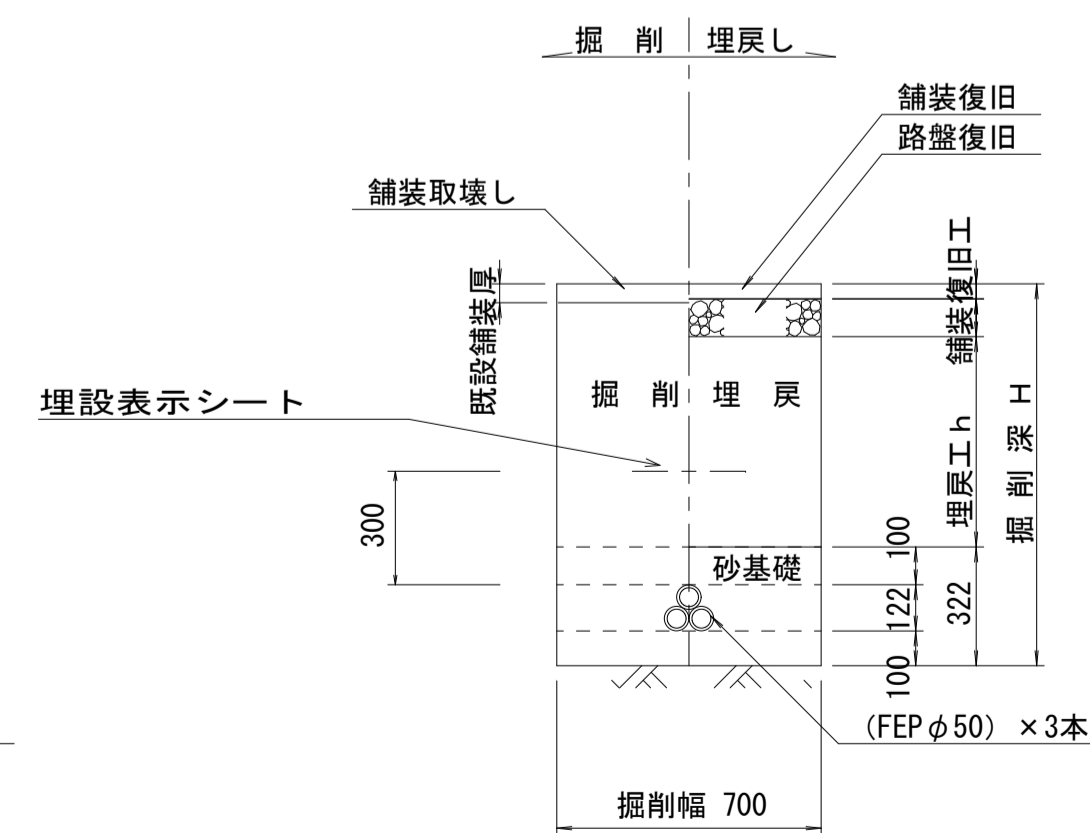 掘 削 埋戻し
舗装復旧
路盤復旧
舗装取壊し
既設舗装厚
舗装復旧工
埋設表示シート
掘 削 埋 戻
埋戻工h
掘 削 深 H
300
砂基礎
100
122
100
322
(FEPφ50) ×3本
掘削幅 700